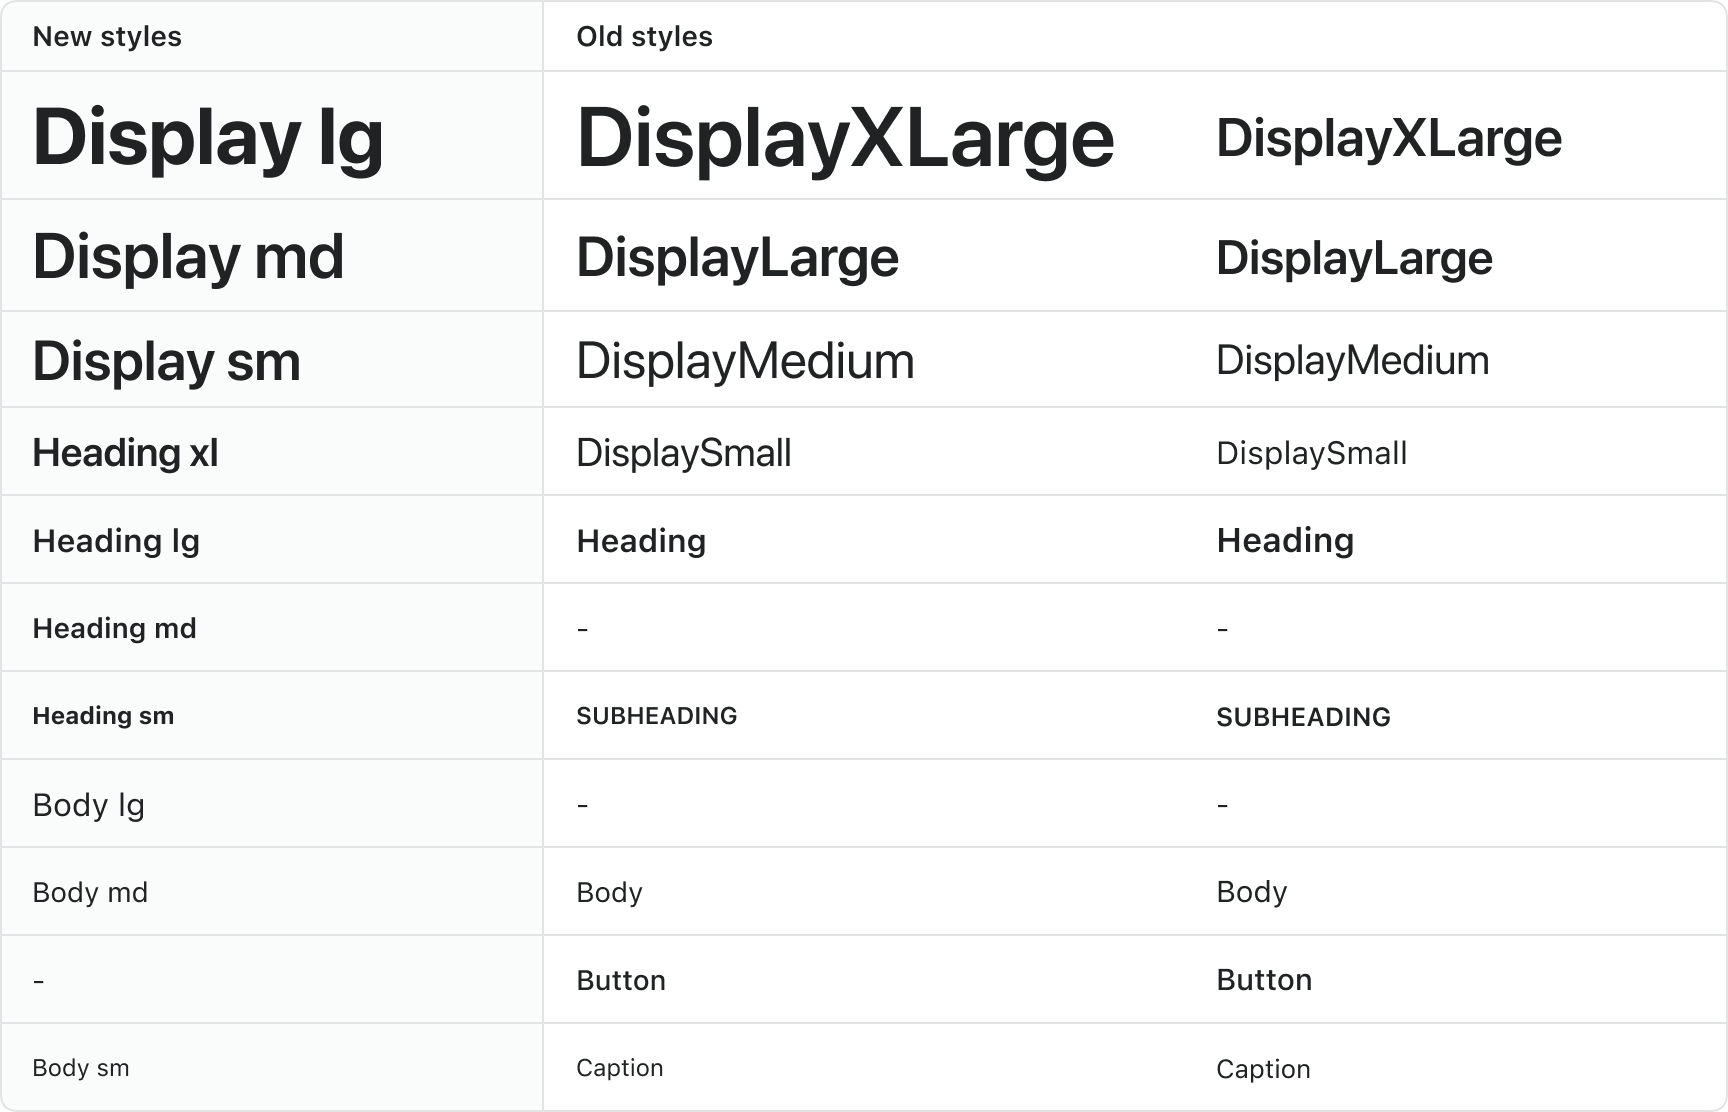 New styles Old styles
Display lg DisplayXLarge DisplayXLarge
Display md DisplayLarge DisplayLarge
Display sm DisplayMedium DisplayMedium
Heading xl DisplaySmall DisplaySmall
Heading lg Heading Heading
Heading md - -
Heading sm SUBHEADING SUBHEADING
Body lg - -
Body md Body Body
- Button Button
Body sm Caption Caption